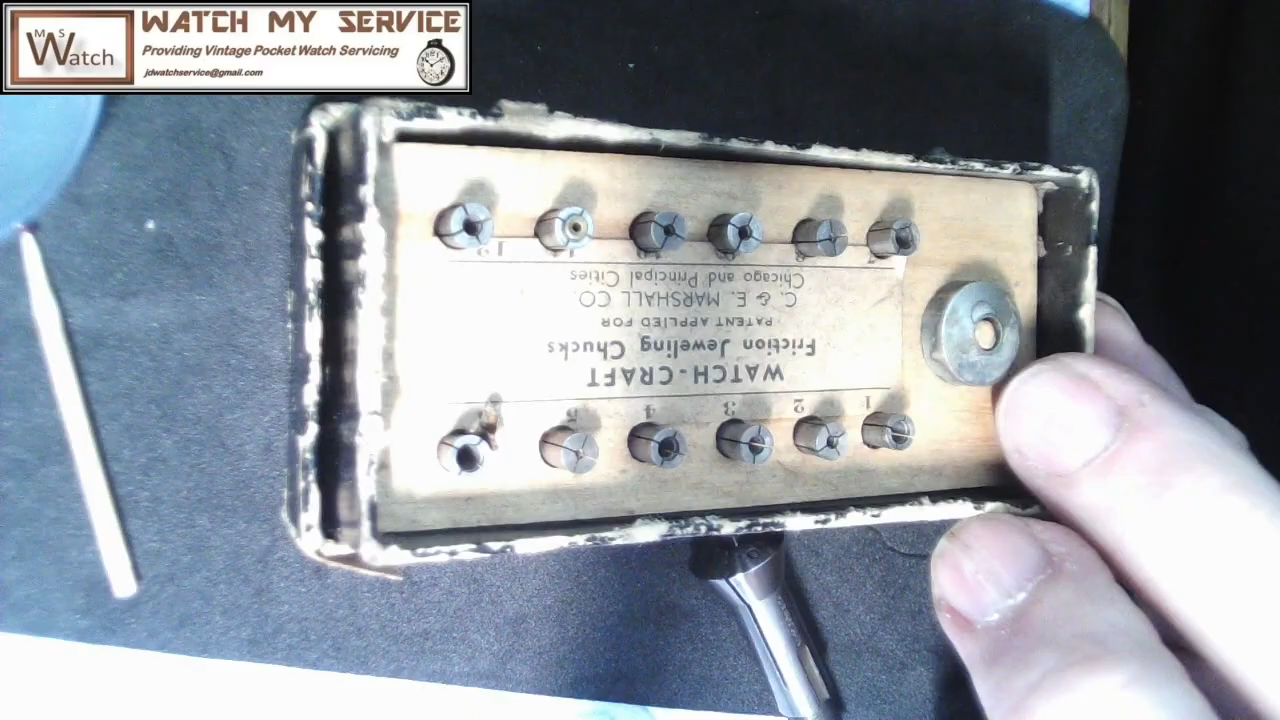 M S
Watch
WATCH MY SERVICE
Providing Vintage Pocket Watch Servicing
jdwatchservice@gmail.com
1 2 3 4 5
WATCH-CRAFT
Friction Jeweling Chucks
PATENT APPLIED FOR
C. & E. MARSHALL CO.
Chicago and Principal Cities
12